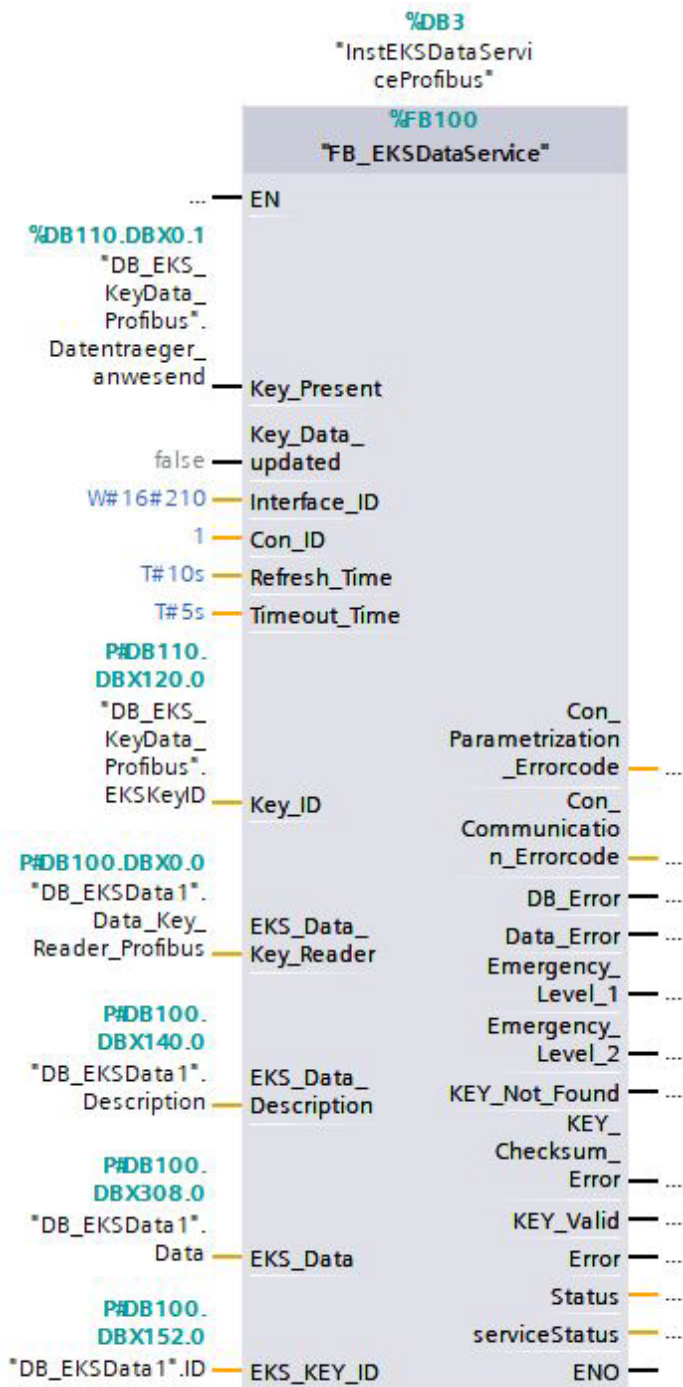 %DB3
"InstEKSDataServi
ceProfibus"
%FB100
"FB_EKSDataService"
... EN
%DB110.DBX0.1
"DB_EKS_
KeyData_
Profibus".
Datentraeger_
anwesend
Key_Present
Key_Data_
false updated
W#16#210 Interface_ID
1 Con_ID
T#10s Refresh_Time
T#5s Timeout_Time
P#DB110.
DBX120.0
"DB_EKS_
KeyData_
Profibus".
EKSKeyID
Key_ID
Con_
Parametrization
_Errorcode ...
Con_
Communicatio
n_Errorcode ...
P#DB100.DBX0.0
"DB_EKSData1".
Data_Key_
Reader_Profibus
EKS_Data_
Key_Reader
DB_Error ...
Data_Error ...
Emergency_
Level_1 ...
Emergency_
Level_2 ...
P#DB100.
DBX140.0
"DB_EKSData1".
Description
EKS_Data_
Description
KEY_Not_Found ...
KEY_
Checksum_
Error ...
P#DB100.
DBX308.0
"DB_EKSData1".
Data
EKS_Data
KEY_Valid ...
Error ...
Status ...
serviceStatus ...
P#DB100.
DBX152.0
"DB_EKSData1".ID
EKS_KEY_ID
ENO